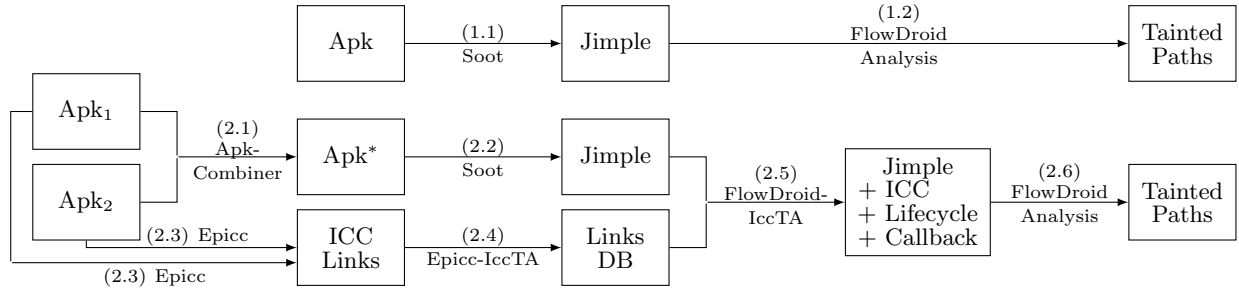 Apk
(1.1)
Soot
Jimple
(1.2)
FlowDroid
Analysis
Tainted
Paths
Apk₁
Apk₂
(2.1)
Apk-
Combiner
Apk*
(2.2)
Soot
Jimple
(2.3) Epicc
(2.3) Epicc
ICC
Links
(2.4)
Epicc-IccTA
Links
DB
(2.5)
FlowDroid-
IccTA
Jimple
+ ICC
+ Lifecycle
+ Callback
(2.6)
FlowDroid
Analysis
Tainted
Paths